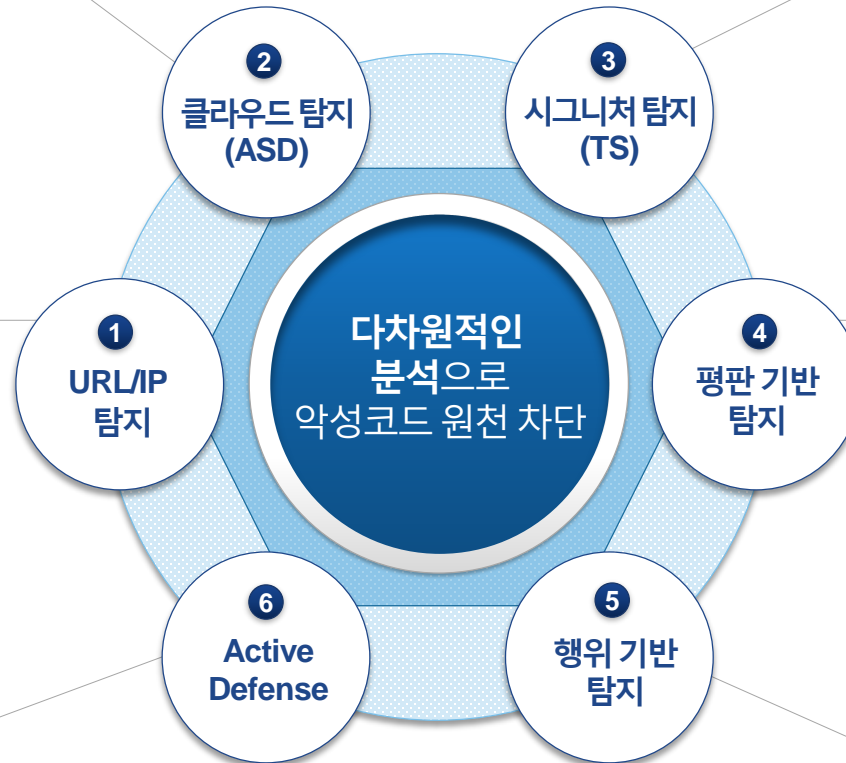 다차원적인
분석으로
악성코드 원천 차단
1
URL/IP
탐지
2
클라우드 탐지
(ASD)
3
시그니처 탐지
(TS)
4
평판 기반
탐지
5
행위 기반
탐지
6
Active
Defense